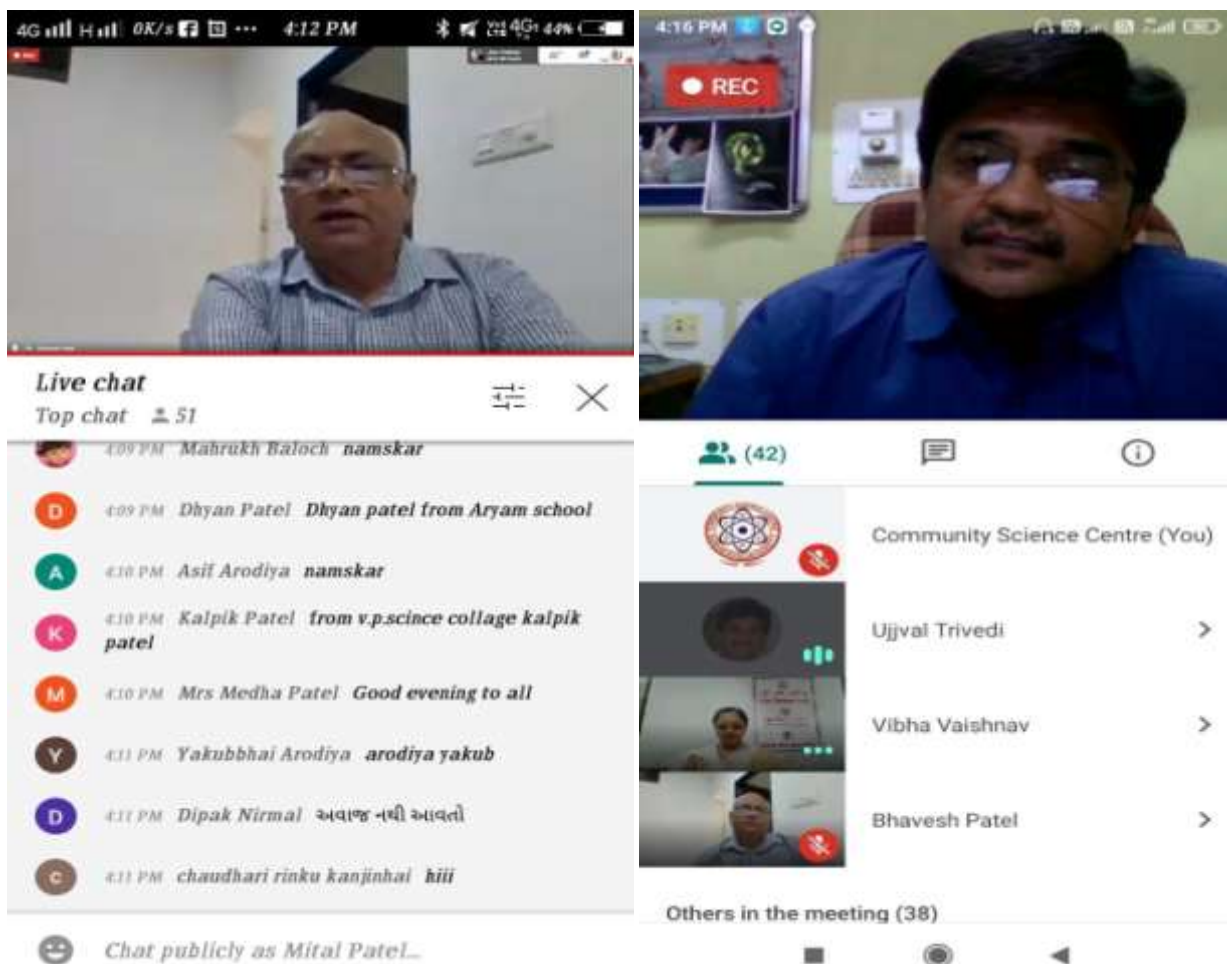 4G H 0K/s ... 4:12 PM 4G 44%
Live chat
Top chat 51
4:09 PM Mahrukh Baloch namskar
D 4:09 PM Dhyan Patel Dhyan patel from Aryam school
A 4:10 PM Asif Arodiya namskar
K 4:10 PM Kalpik Patel from v.p.scince collage kalpik
patel
M 4:10 PM Mrs Medha Patel Good evening to all
Y 4:11 PM Yakubbhai Arodiya arodiya yakub
D 4:11 PM Dipak Nirmal અવાજ નથી આવતો
c 4:11 PM chaudhari rinku kanjinhai hiii
Chat publicly as Mital Patel...
4:16 PM
REC
(42)
Community Science Centre (You)
Ujjval Trivedi
Vibha Vaishnav
Bhavesh Patel
Others in the meeting (38)